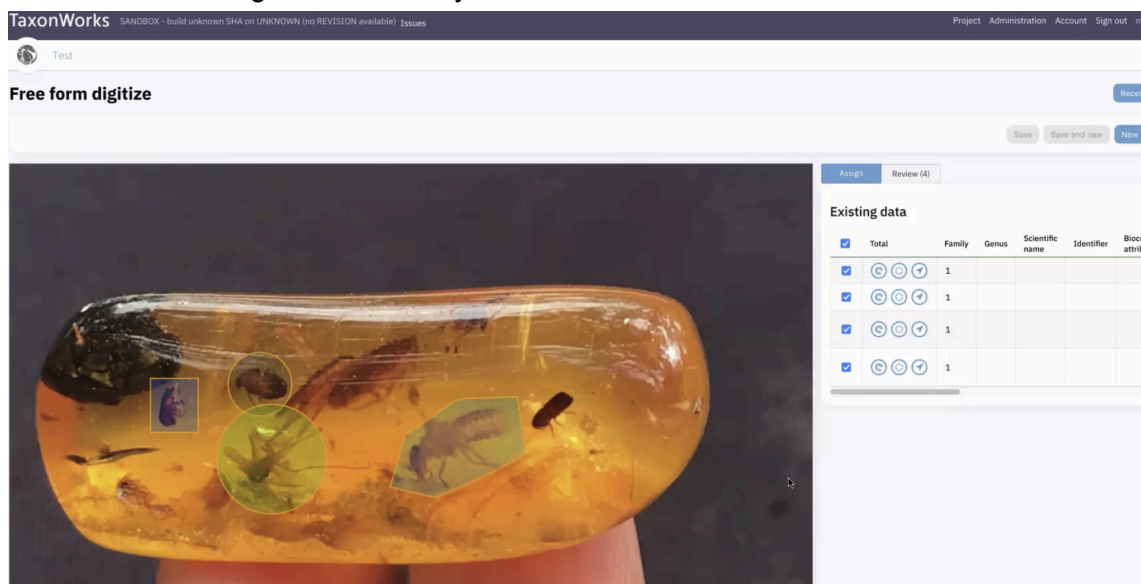 TaxonWorks SANDBOX - build unknown SHA on UNKNOWN (no REVISION available) Issues Project Administration Account Sign out
Test
Free form digitize
Save Save and new New
Assign Review (4)
Existing data
Total Family Genus Scientific name Identifier
1
1
1
1